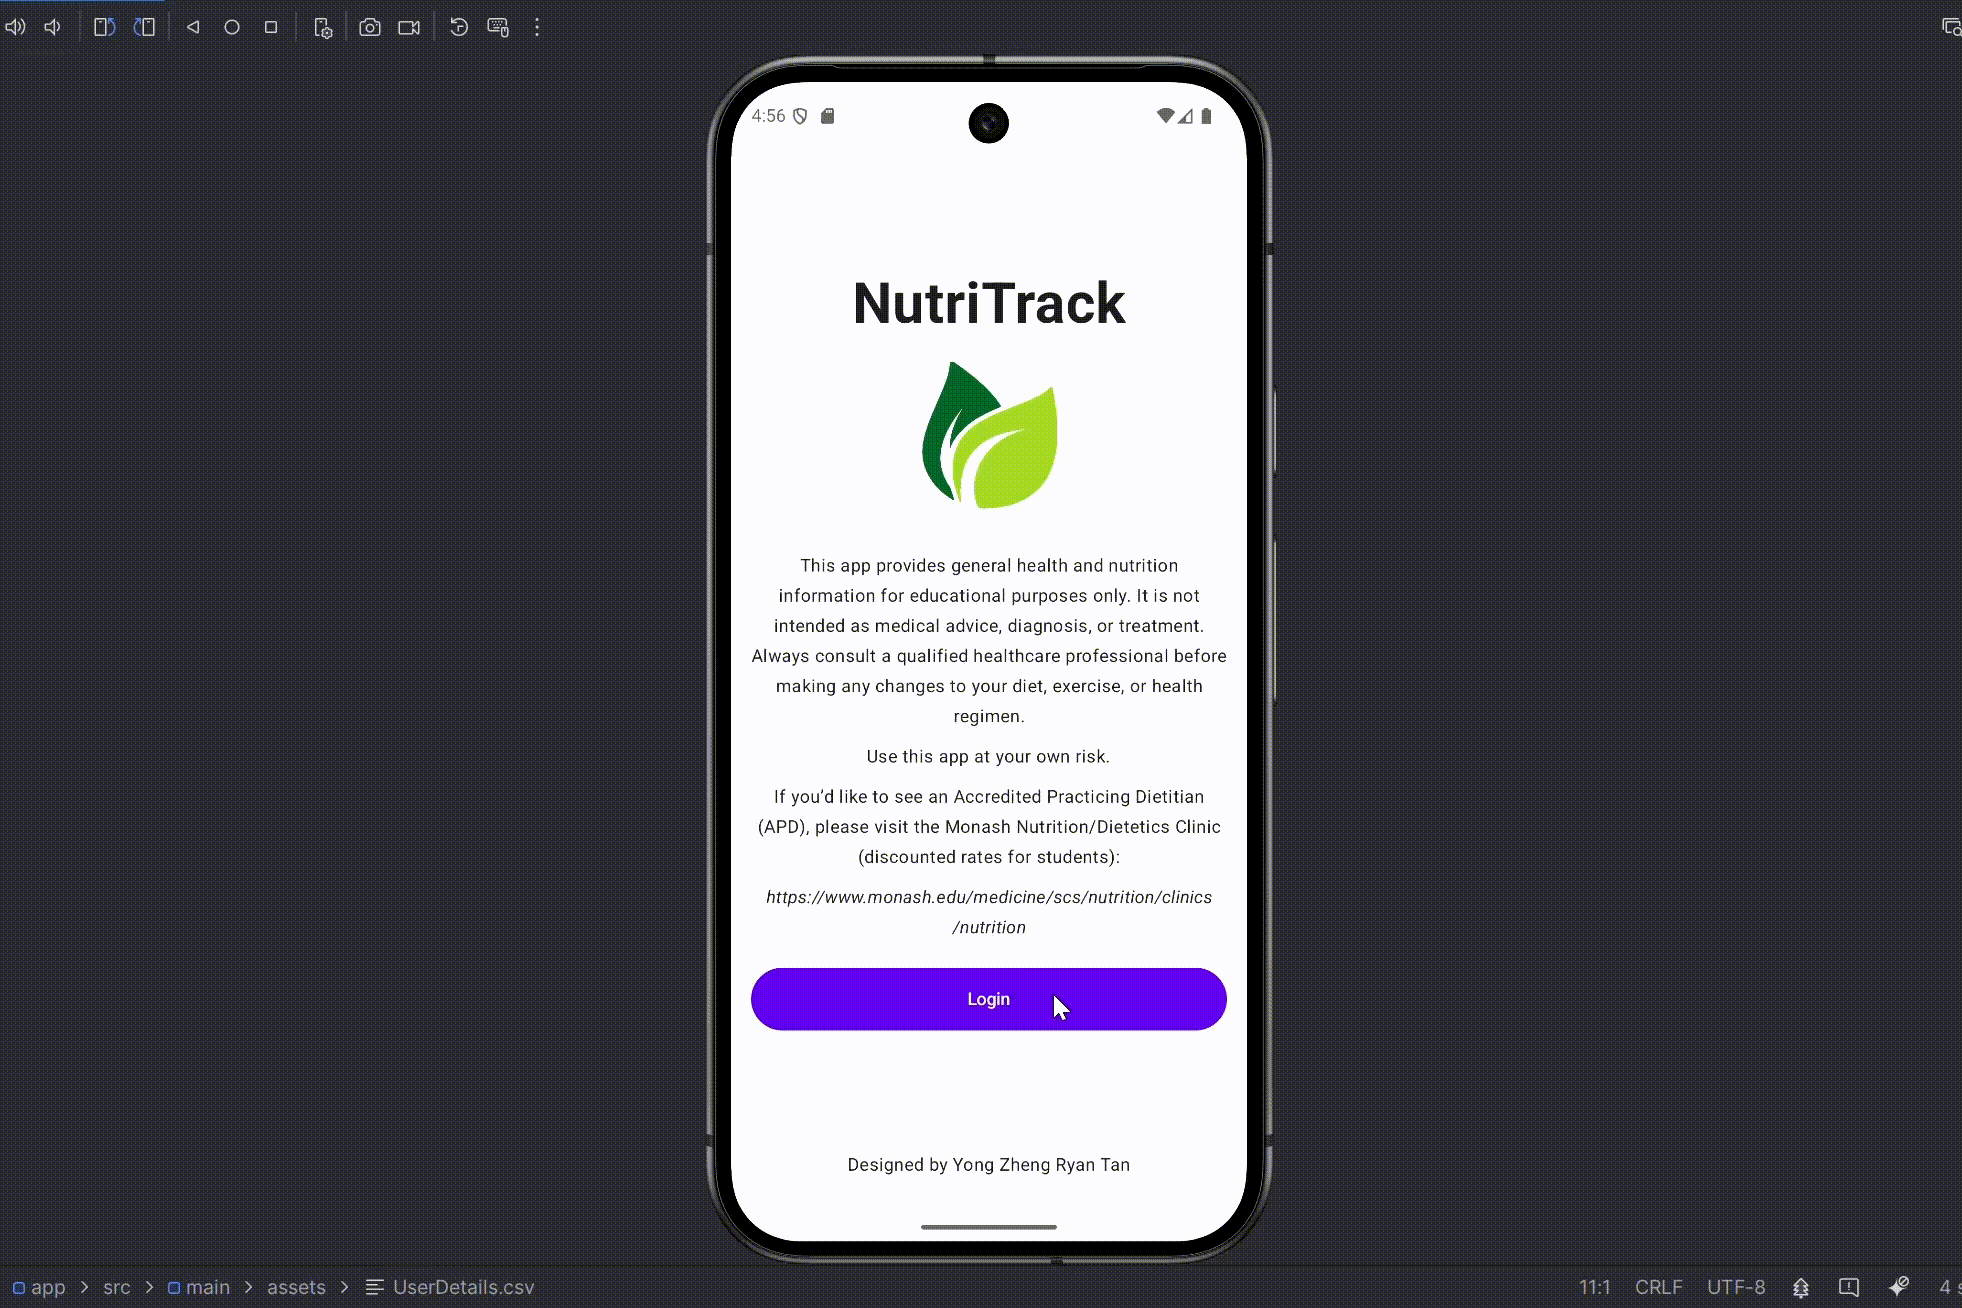 4:56
NutriTrack
This app provides general health and nutrition
information for educational purposes only. It is not
intended as medical advice, diagnosis, or treatment.
Always consult a qualified healthcare professional before
making any changes to your diet, exercise, or health
regimen.
Use this app at your own risk.
If you’d like to see an Accredited Practicing Dietitian
(APD), please visit the Monash Nutrition/Dietetics Clinic
(discounted rates for students):
https://www.monash.edu/medicine/scs/nutrition/clinics
/nutrition
Login
Designed by Yong Zheng Ryan Tan
app > src > main > assets > UserDetails.csv
11:1 CRLF UTF-8 4